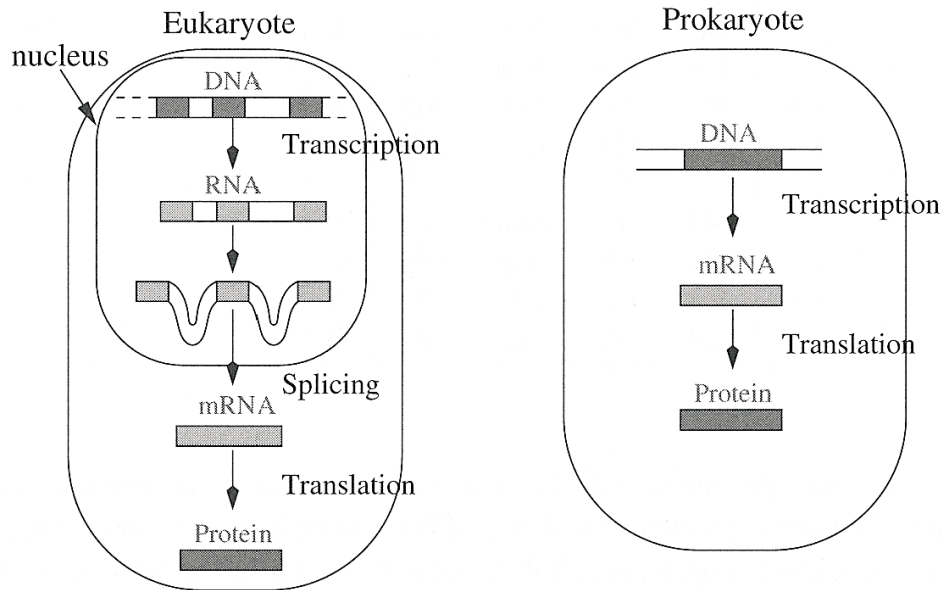 Eukaryote
nucleus
DNA
Transcription
RNA
Splicing
mRNA
Translation
Protein
Prokaryote
DNA
Transcription
mRNA
Translation
Protein